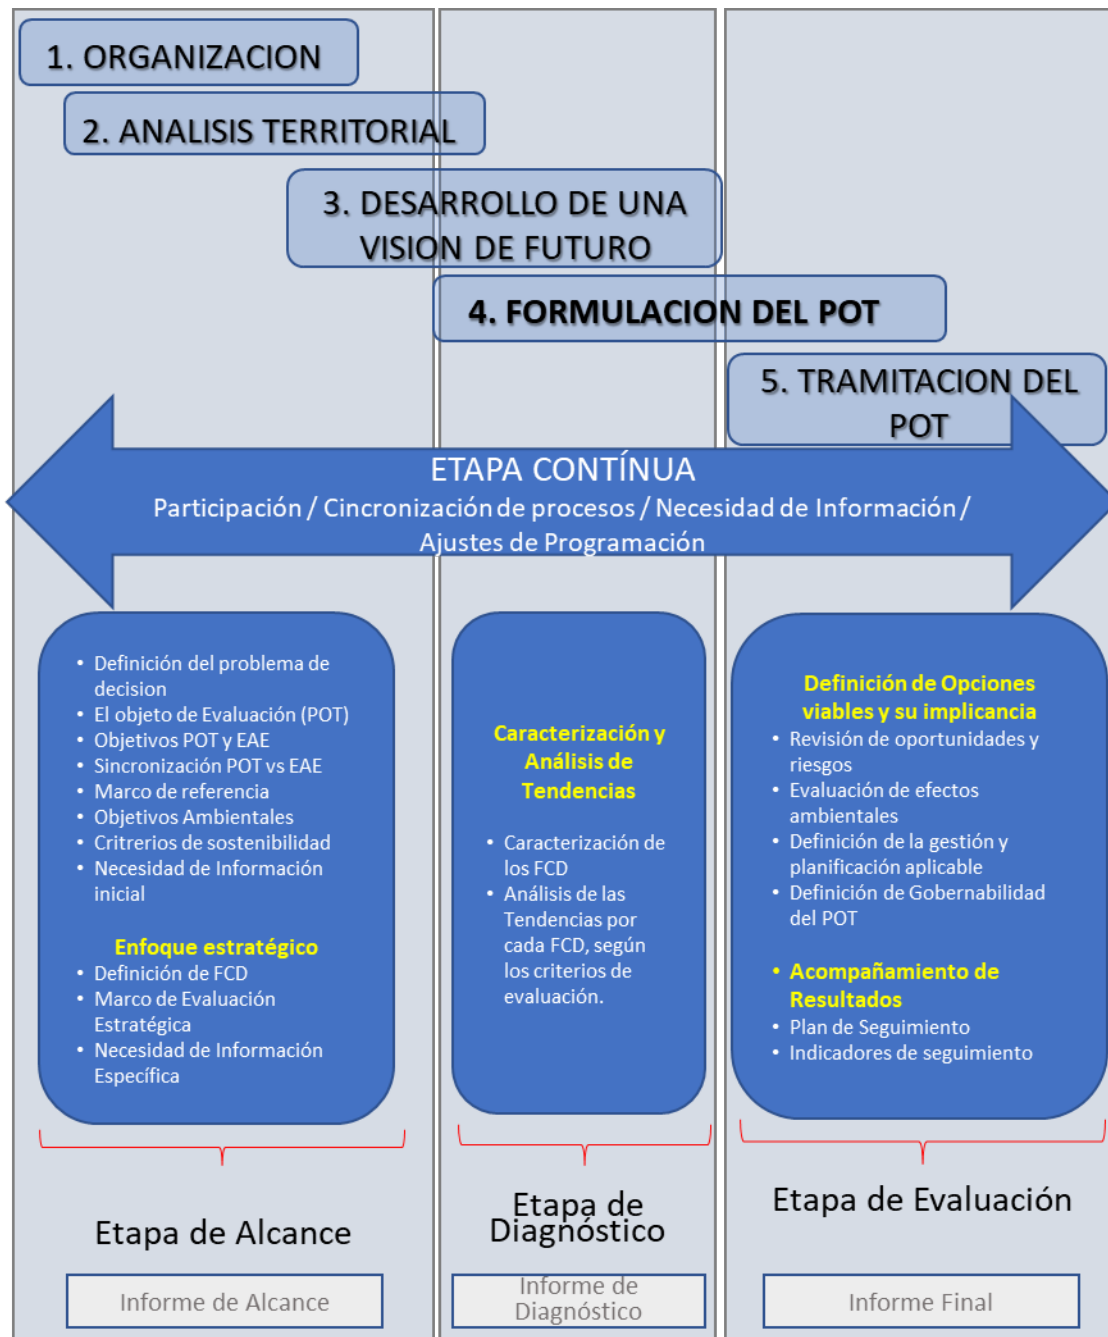 1. ORGANIZACION
2. ANALISIS TERRITORIAL
3. DESARROLLO DE UNA
VISION DE FUTURO
4. FORMULACION DEL POT
5. TRAMITACION DEL
POT
ETAPA CONTÍNUA
Participación / Cincronización de procesos / Necesidad de Información /
Ajustes de Programación
• Definición del problema de
decision
• El objeto de Evaluación (POT)
• Objetivos POT y EAE
• Sincronización POT vs EAE
• Marco de referencia
• Objetivos Ambientales
• Critrerios de sostenibilidad
• Necesidad de Información
inicial
Enfoque estratégico
• Definición de FCD
• Marco de Evaluación
Estratégica
• Necesidad de Información
Específica
Caracterización y
Análisis de
Tendencias
• Caracterización de
los FCD
• Análisis de las
Tendencias por
cada FCD, según
los criterios de
evaluación.
Definición de Opciones
viables y su implicancia
• Revisión de oportunidades y
riesgos
• Evaluación de efectos
ambientales
• Definición de la gestión y
planificación aplicable
• Definición de Gobernabilidad
del POT
• Acompañamiento de
Resultados
• Plan de Seguimiento
• Indicadores de seguimiento
Etapa de Alcance
Etapa de
Diagnóstico
Etapa de Evaluación
Informe de Alcance
Informe de
Diagnóstico
Informe Final